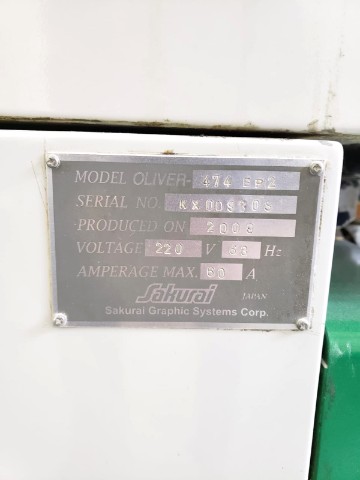 MODEL OLIVER-474 EP2
SERIAL NO.
PRODUCED ON 2008
VOLTAGE 220 V Hz
AMPERAGE MAX. 60 A
Sakurai JAPAN
Sakurai Graphic Systems Corp.